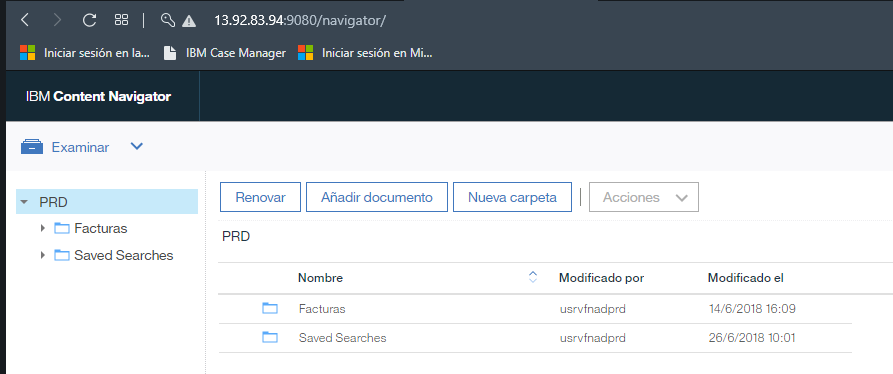 13.92.83.94:9080/navigator/
Iniciar sesión en la... IBM Case Manager Iniciar sesión en Mi...
IBM Content Navigator
Examinar
PRD
Facturas
Saved Searches
Renovar Añadir documento Nueva carpeta Acciones
PRD
Nombre Modificado por Modificado el
Facturas usrvfnadprd 14/6/2018 16:09
Saved Searches usrvfnadprd 26/6/2018 10:01